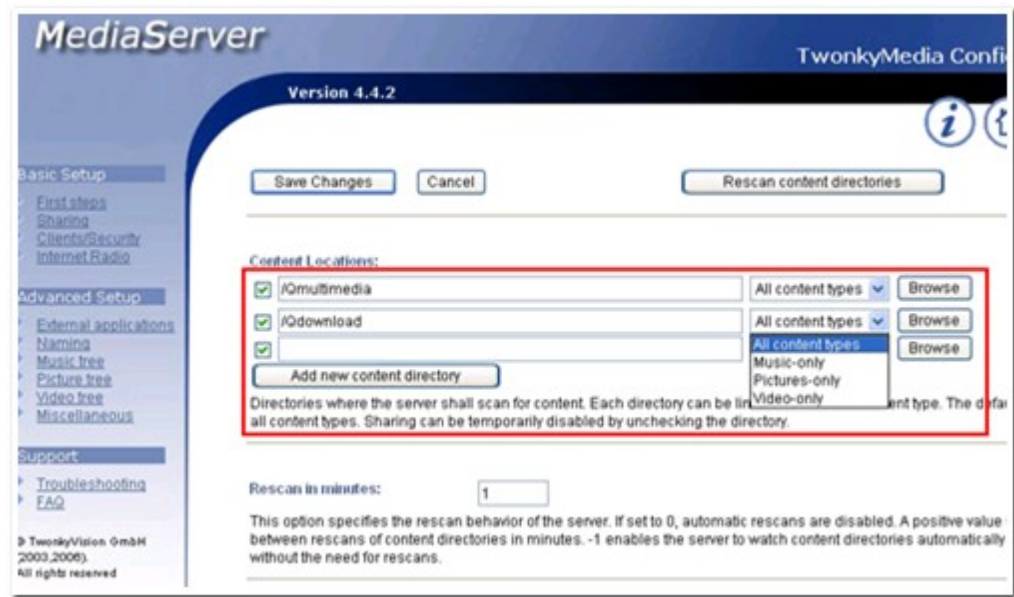 MediaServer
TwonkyMedia Confi
Version 4.4.2
Basic Setup
First steps
Sharing
Clients/Security
Internet Radio
Advanced Setup
External applications
Naming
Music tree
Picture tree
Video tree
Miscellaneous
Support
Troubleshooting
FAQ
© TwonkyVision GmbH
(2003,2006).
All rights reserved
Save Changes Cancel Rescan content directories
Content Locations:
/Qmultimedia All content types Browse
/Qdownload All content types Browse
All content types Browse
Music-only
Pictures-only
Video-only
Add new content directory
Directories where the server shall scan for content. Each directory can be lin ent type. The defau
all content types. Sharing can be temporarily disabled by unchecking the directory.
Rescan in minutes: 1
This option specifies the rescan behavior of the server. If set to 0, automatic rescans are disabled. A positive value
between rescans of content directories in minutes. -1 enables the server to watch content directories automatically
without the need for rescans.